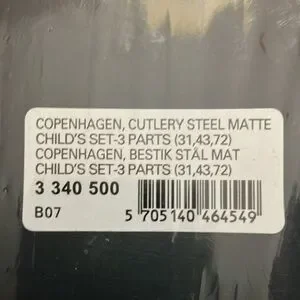 COPENHAGEN, CUTLERY STEEL MATTE
CHILD'S SET-3 PARTS (31,43,72)
COPENHAGEN, BESTIK STÅL MAT
CHILD'S SET-3 PARTS (31,43,72)
3 340 500
B07
5 705140 464549